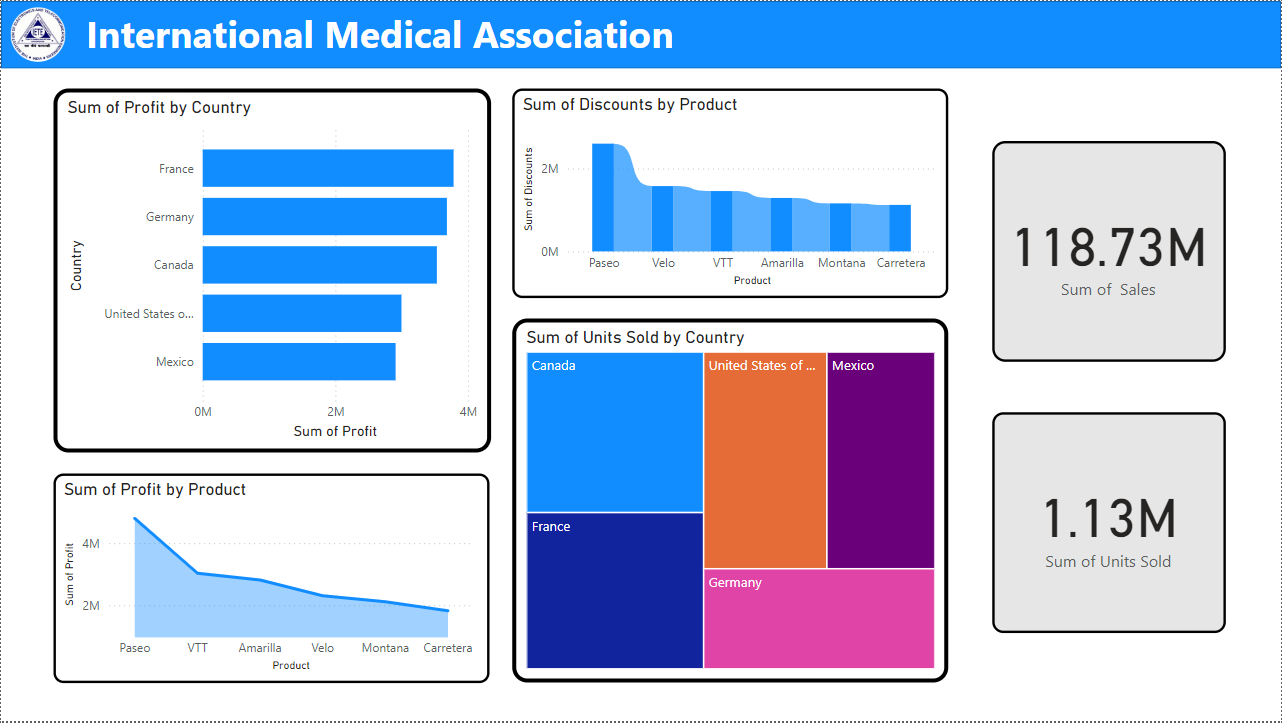 IETE
International Medical Association
Sum of Profit by Country
Country
France
Germany
Canada
United States o...
Mexico
0M
2M
4M
Sum of Profit
Sum of Discounts by Product
Sum of Discounts
2M
0M
Paseo
Velo
VTT
Amarilla
Montana
Carretera
Product
118.73M
Sum of Sales
Sum of Units Sold by Country
Canada
United States of ...
Mexico
France
Germany
Sum of Profit by Product
Sum of Profit
4M
2M
Paseo
VTT
Amarilla
Velo
Montana
Carretera
Product
1.13M
Sum of Units Sold